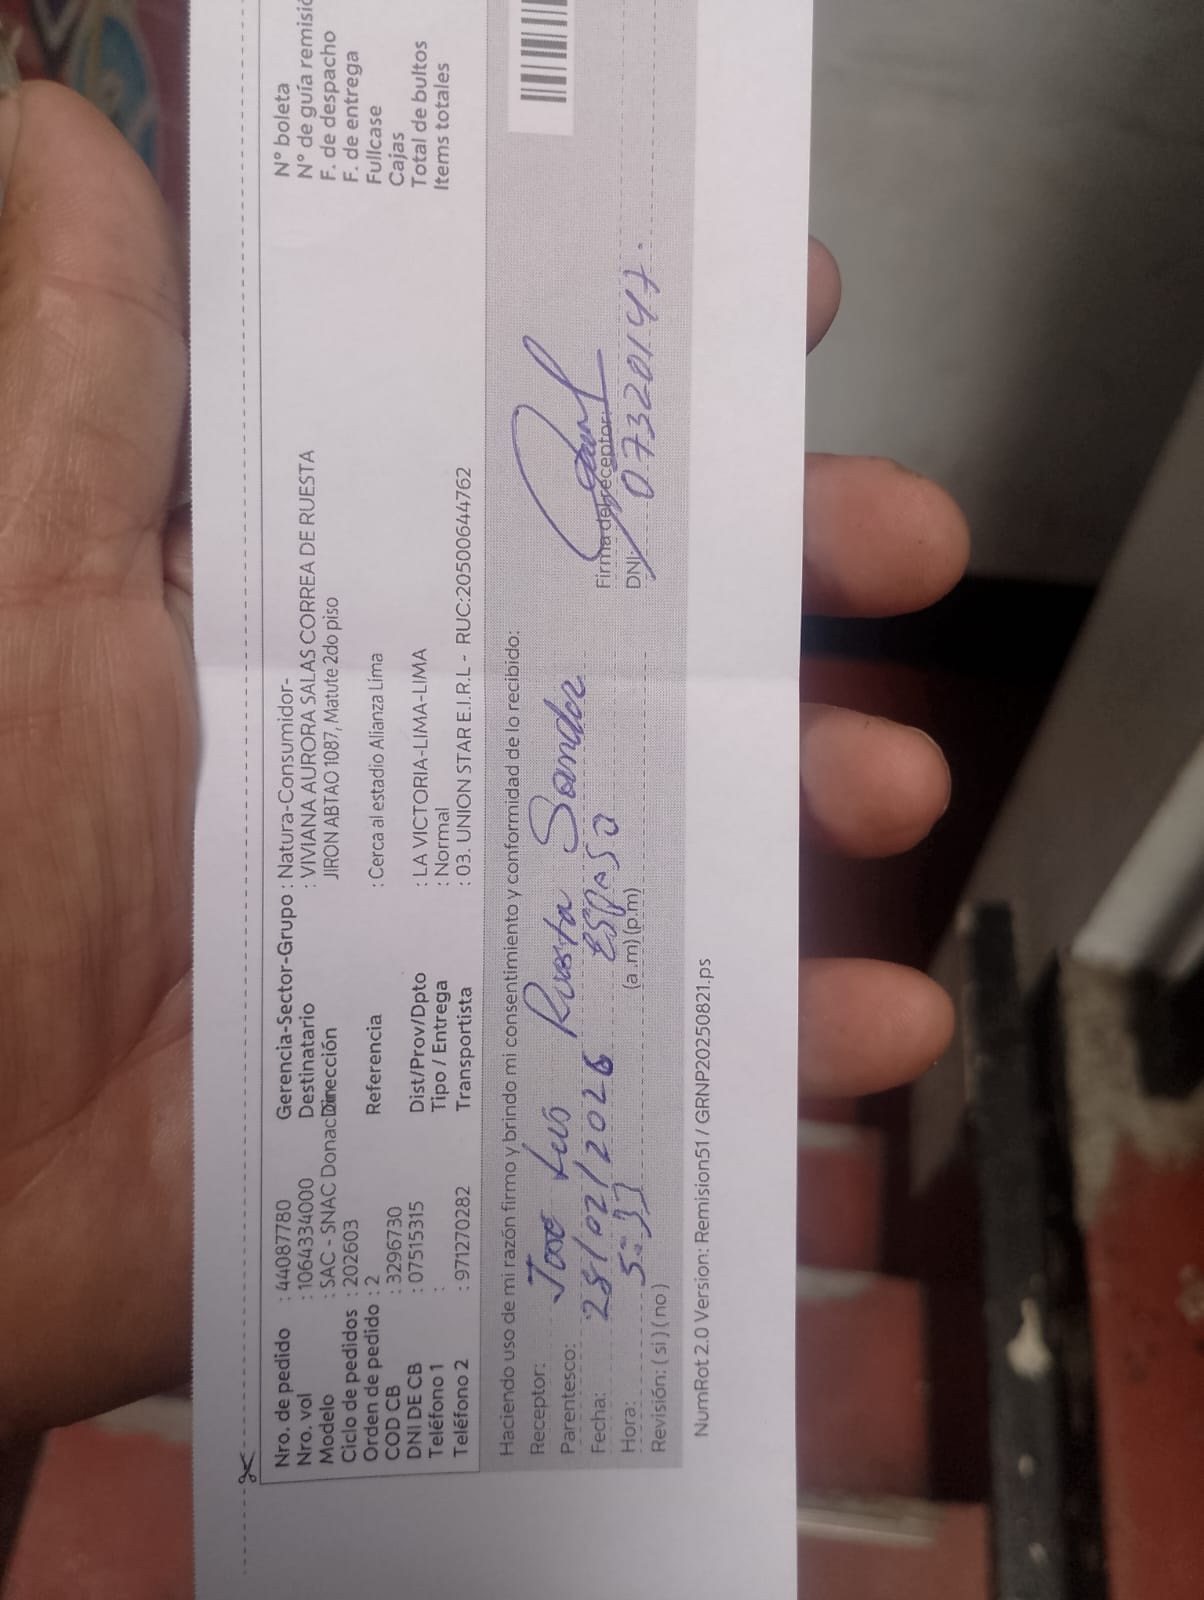 Nro. de pedido : 44087780 Gerencia-Sector-Grupo : Natura-Consumidor- N° boleta
Nro. vol : 1064334000 Destinatario : VIVIANA AURORA SALAS CORREA DE RUESTA N° de guía remisió
Modelo : SAC - SNAC Donac Dirección JIRON ABTAO 1087, Matute 2do piso F. de despacho
Ciclo de pedidos : 202603 F. de entrega
Orden de pedido : 2 Referencia : Cerca al estadio Alianza Lima Fullcase
COD CB : 3296730 Cajas
DNI DE CB : 07515315 Dist/Prov/Dpto : LA VICTORIA-LIMA-LIMA Total de bultos
Teléfono 1 : Tipo / Entrega : Normal Items totales
Teléfono 2 : 971270282 Transportista : 03. UNION STAR E.I.R.L - RUC:20500644762
Haciendo uso de mi razón firmo y brindo mi consentimiento y conformidad de lo recibido:
Receptor: Jose Luis Ruesta Sandoz
Parentesco: Esposo
Fecha: 28/02/2026 Firma del receptor:
Hora: 5:33 (a.m) (p.m) DNI: 07320147.
Revisión: ( si ) ( no )
NumRot 2.0 Version: Remision51 / GRNP20250821.ps